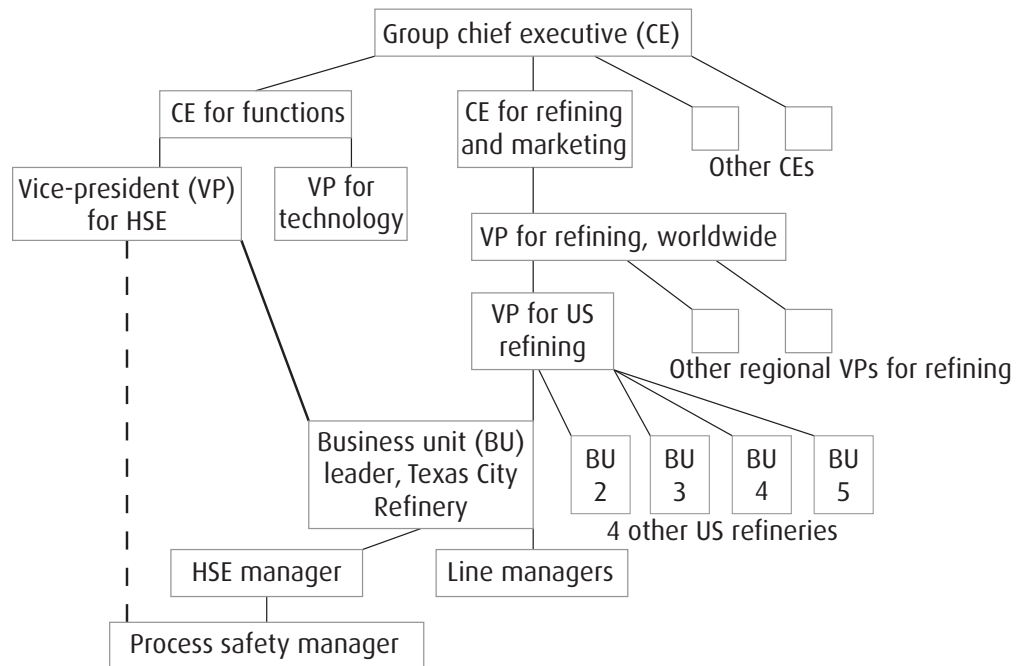 Group chief executive (CE)
CE for functions
CE for refining
and marketing
Other CEs
Vice-president (VP)
for HSE
VP for
technology
VP for refining, worldwide
VP for US
refining
Other regional VPs for refining
Business unit (BU)
leader, Texas City
Refinery
BU
2
BU
3
BU
4
BU
5
4 other US refineries
HSE manager
Line managers
Process safety manager